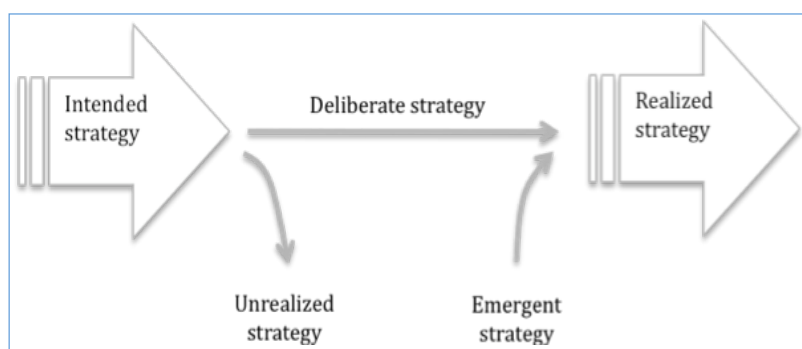 Intended
strategy
Deliberate strategy
Realized
strategy
Unrealized
strategy
Emergent
strategy